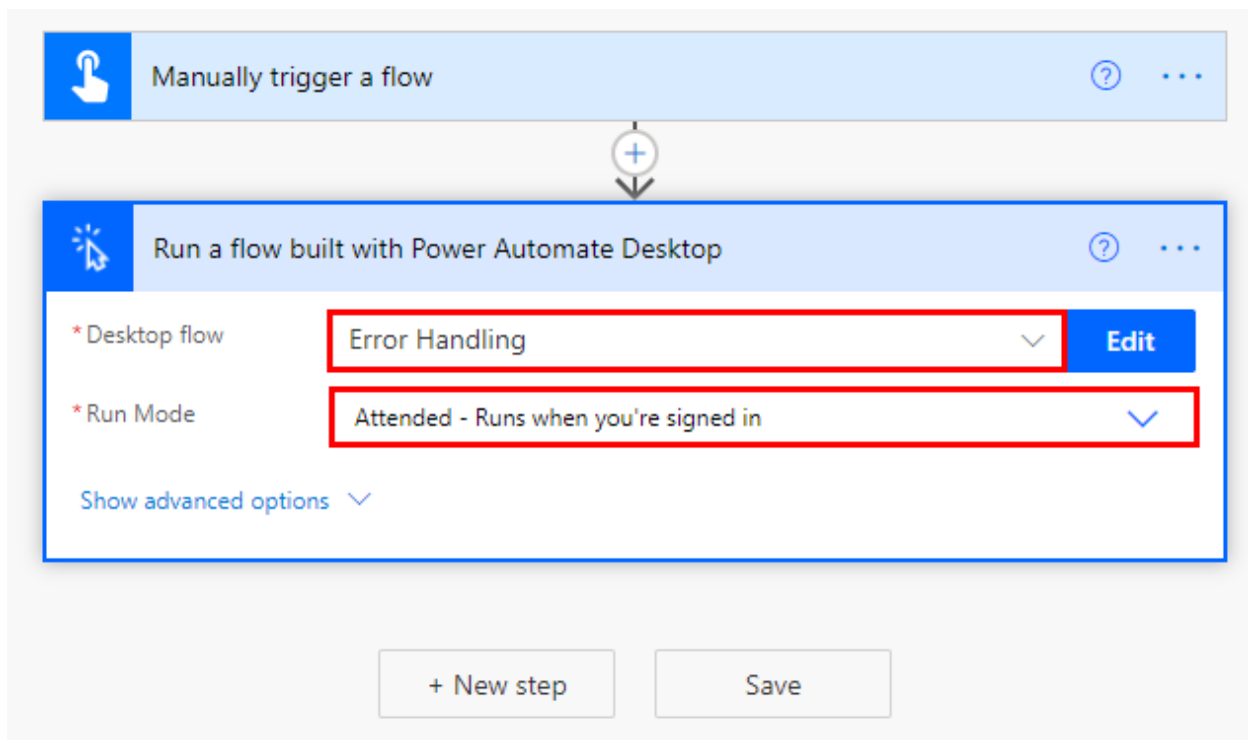 Manually trigger a flow
Run a flow built with Power Automate Desktop
* Desktop flow
Error Handling
Edit
* Run Mode
Attended - Runs when you're signed in
Show advanced options
+ New step
Save